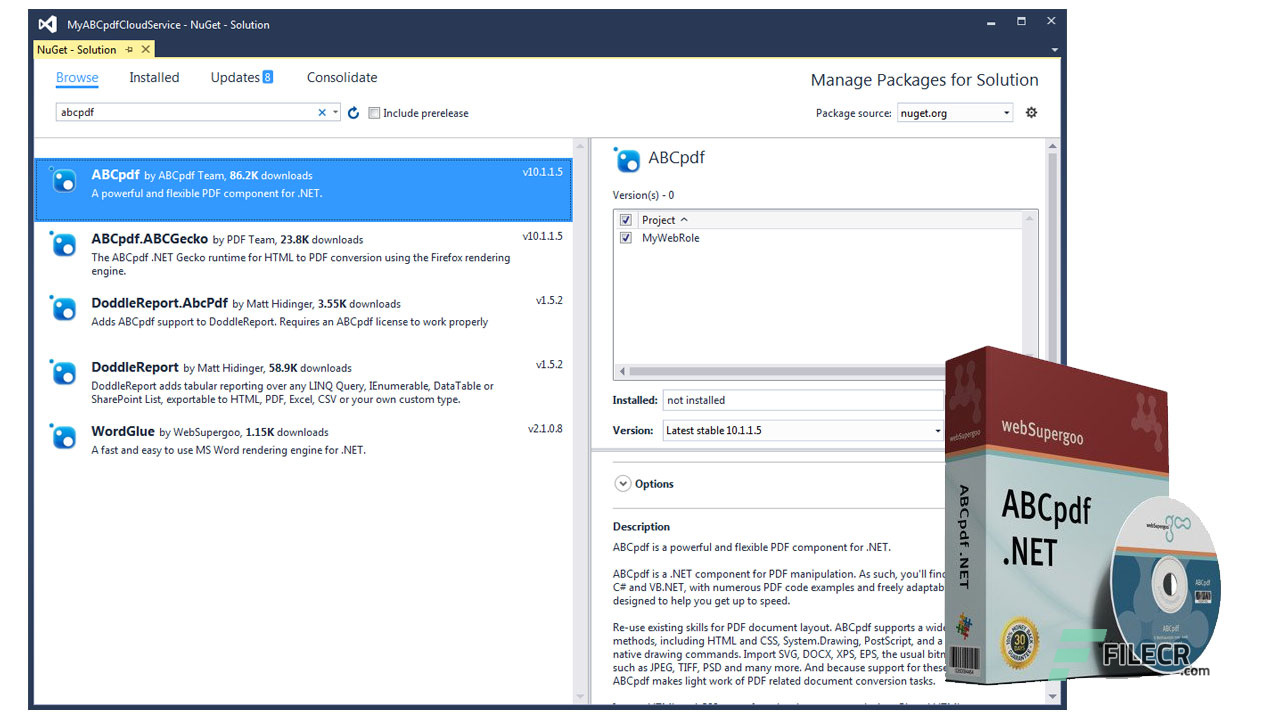 MyABCpdfCloudService - NuGet - Solution
NuGet - Solution
Browse Installed Updates 8 Consolidate
Manage Packages for Solution
abcpdf
Include prerelease
Package source: nuget.org
ABCpdf by ABCpdf Team, 86.2K downloads v10.1.1.5
A powerful and flexible PDF component for .NET.
ABCpdf.ABCGecko by PDF Team, 23.8K downloads v10.1.1.5
The ABCpdf .NET Gecko runtime for HTML to PDF conversion using the Firefox rendering
engine.
DoddleReport.AbcPdf by Matt Hidinger, 3.55K downloads v1.5.2
Adds ABCpdf support to DoddleReport. Requires an ABCpdf license to work properly
DoddleReport by Matt Hidinger, 58.9K downloads v1.5.2
DoddleReport adds tabular reporting over any LINQ Query, IEnumerable, DataTable or
SharePoint List, exportable to HTML, PDF, Excel, CSV or your own custom type.
WordGlue by WebSupergoo, 1.15K downloads v2.1.0.8
A fast and easy to use MS Word rendering engine for .NET.
ABCpdf
Version(s) - 0
Project
MyWebRole
Installed: not installed
Version: Latest stable 10.1.1.5
Options
Description
ABCpdf is a powerful and flexible PDF component for .NET.
ABCpdf is a .NET component for PDF manipulation. As such, you'll find
C# and VB.NET, with numerous PDF code examples and freely adaptab
designed to help you get up to speed.
Re-use existing skills for PDF document layout. ABCpdf supports a wide
methods, including HTML and CSS, System.Drawing, PostScript, and a
native drawing commands. Import SVG, DOCX, XPS, EPS, the usual bitm
such as JPEG, TIFF, PSD and many more. And because support for these
ABCpdf makes light work of PDF related document conversion tasks.
webSupergoo
webSupergoo
ABCpdf
.NET
ABCpdf .NET
30
DAYS
MONEY BACK
GUARANTEE
webSupergoo
ABCpdf
ABCpdf
FILECR
.com